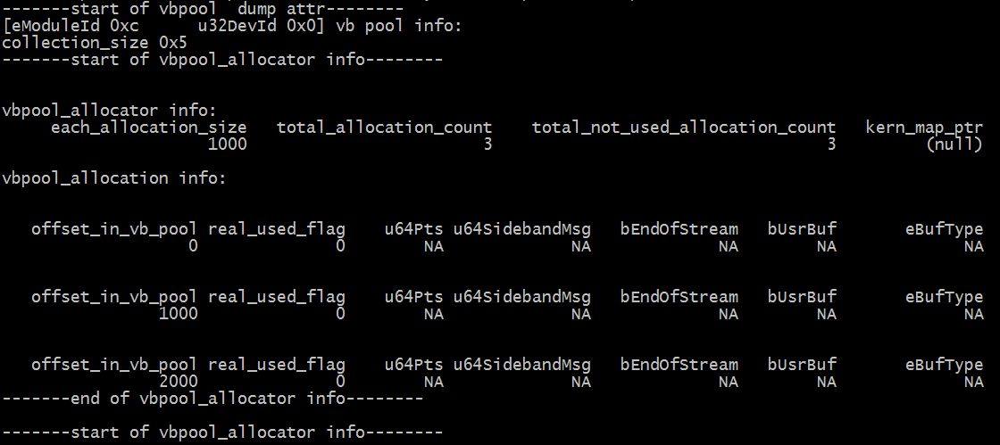 -------start of vbpool  dump attr--------
[eModuleId 0xc      u32DevId 0x0] vb pool info:
collection_size 0x5
-------start of vbpool_allocator info--------
vbpool_allocator info:
     each_allocation_size   total_allocation_count    total_not_used_allocation_count   kern_map_ptr
                     1000                        3                                  3         (null)
vbpool_allocation info:
   offset_in_vb_pool real_used_flag    u64Pts u64SidebandMsg   bEndOfStream   bUsrBuf       eBufType
                   0              0        NA             NA             NA        NA             NA
   offset_in_vb_pool real_used_flag    u64Pts u64SidebandMsg   bEndOfStream   bUsrBuf       eBufType
                1000              0        NA             NA             NA        NA             NA
   offset_in_vb_pool real_used_flag    u64Pts u64SidebandMsg   bEndOfStream   bUsrBuf       eBufType
                2000              0        NA             NA             NA        NA             NA
-------end of vbpool_allocator info--------
-------start of vbpool_allocator info--------